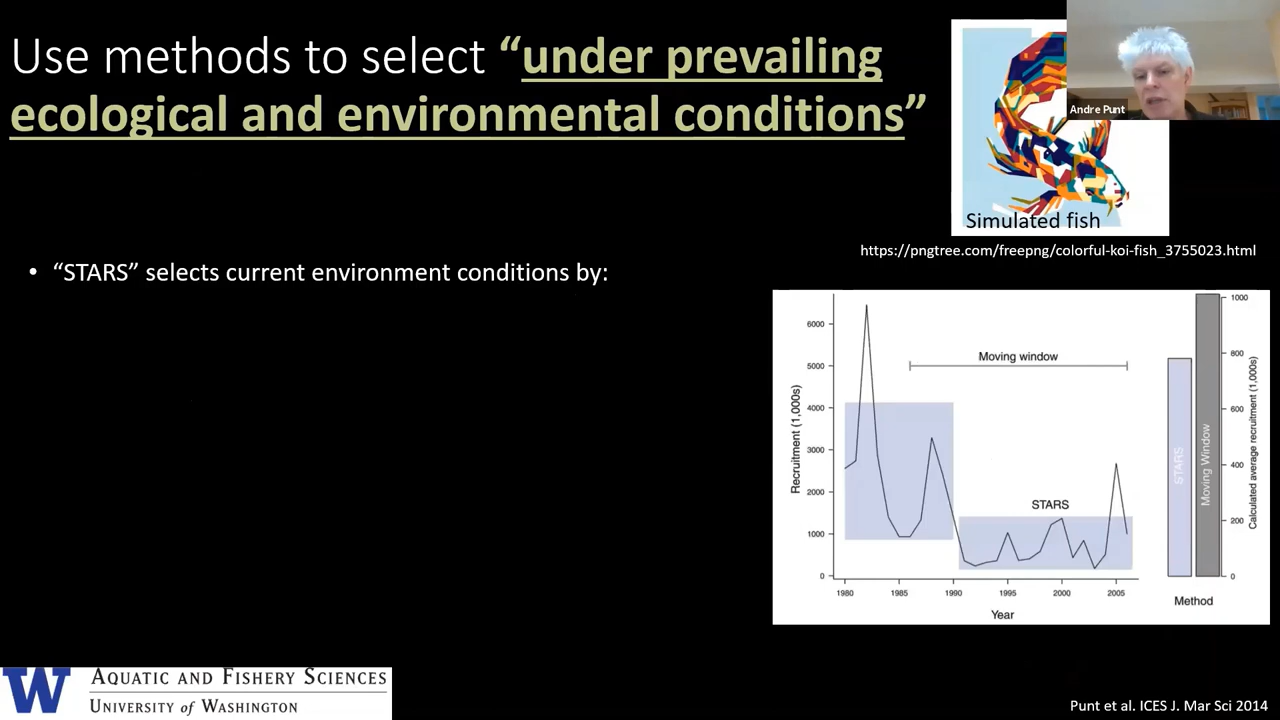 Use methods to select “under prevailing
ecological and environmental conditions”
Andre Punt
Simulated fish
https://pngtree.com/freepng/colorful-koi-fish_3755023.html
• “STARS” selects current environment conditions by:
6000
5000
4000
3000
2000
1000
0
Recruitment (1,000s)
Moving window
STARS
1980
1985
1990
1995
2000
2005
Year
STARS
Moving Window
1000
800
600
400
200
0
Calculated average recruitment (1,000s)
Method
W
AQUATIC AND FISHERY SCIENCES
UNIVERSITY of WASHINGTON
Punt et al. ICES J. Mar Sci 2014